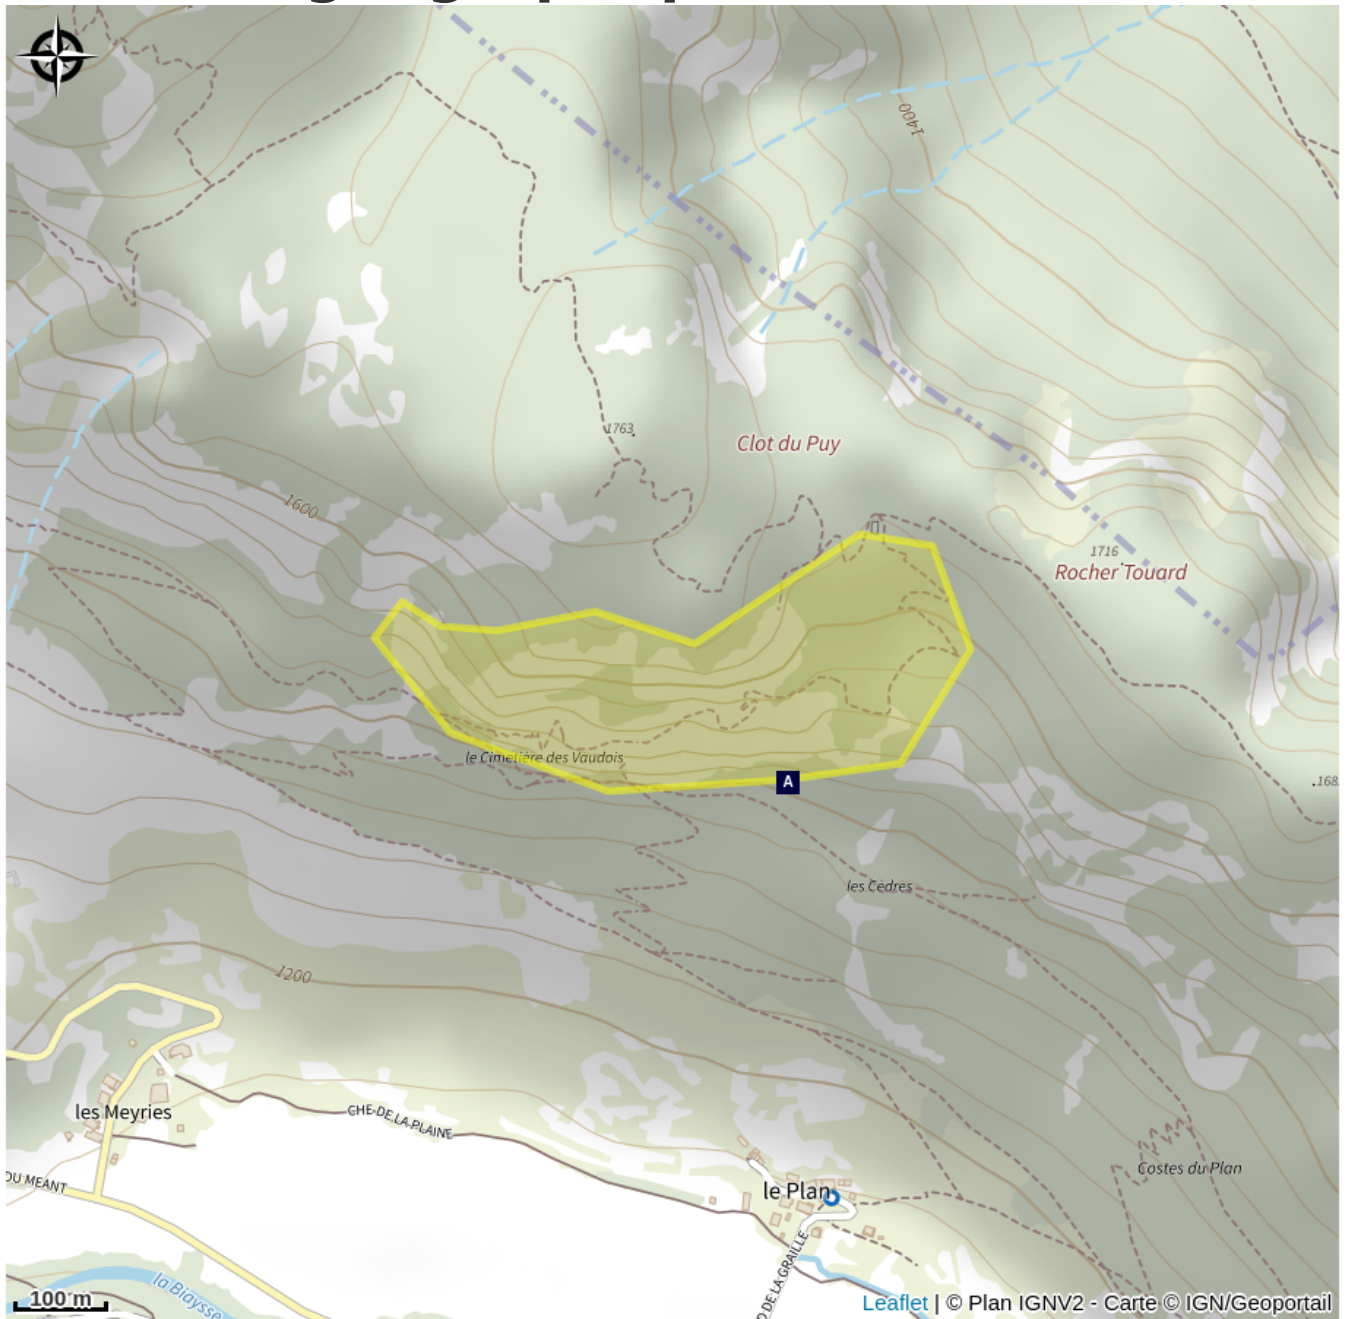 1400
1763
Clot du Puy
1600
1716
Rocher Touard
le Cimetière des Vaudois
168
A
les Cèdres
1200
les Meyries
CHE-DE-LA-PLAINE
Costes du Plan
DU MEANT
le Plan
D DE LA GRAILLE
la Biaysse
100 m
Leaflet | © Plan IGNV2 - Carte © IGN/Geoportail